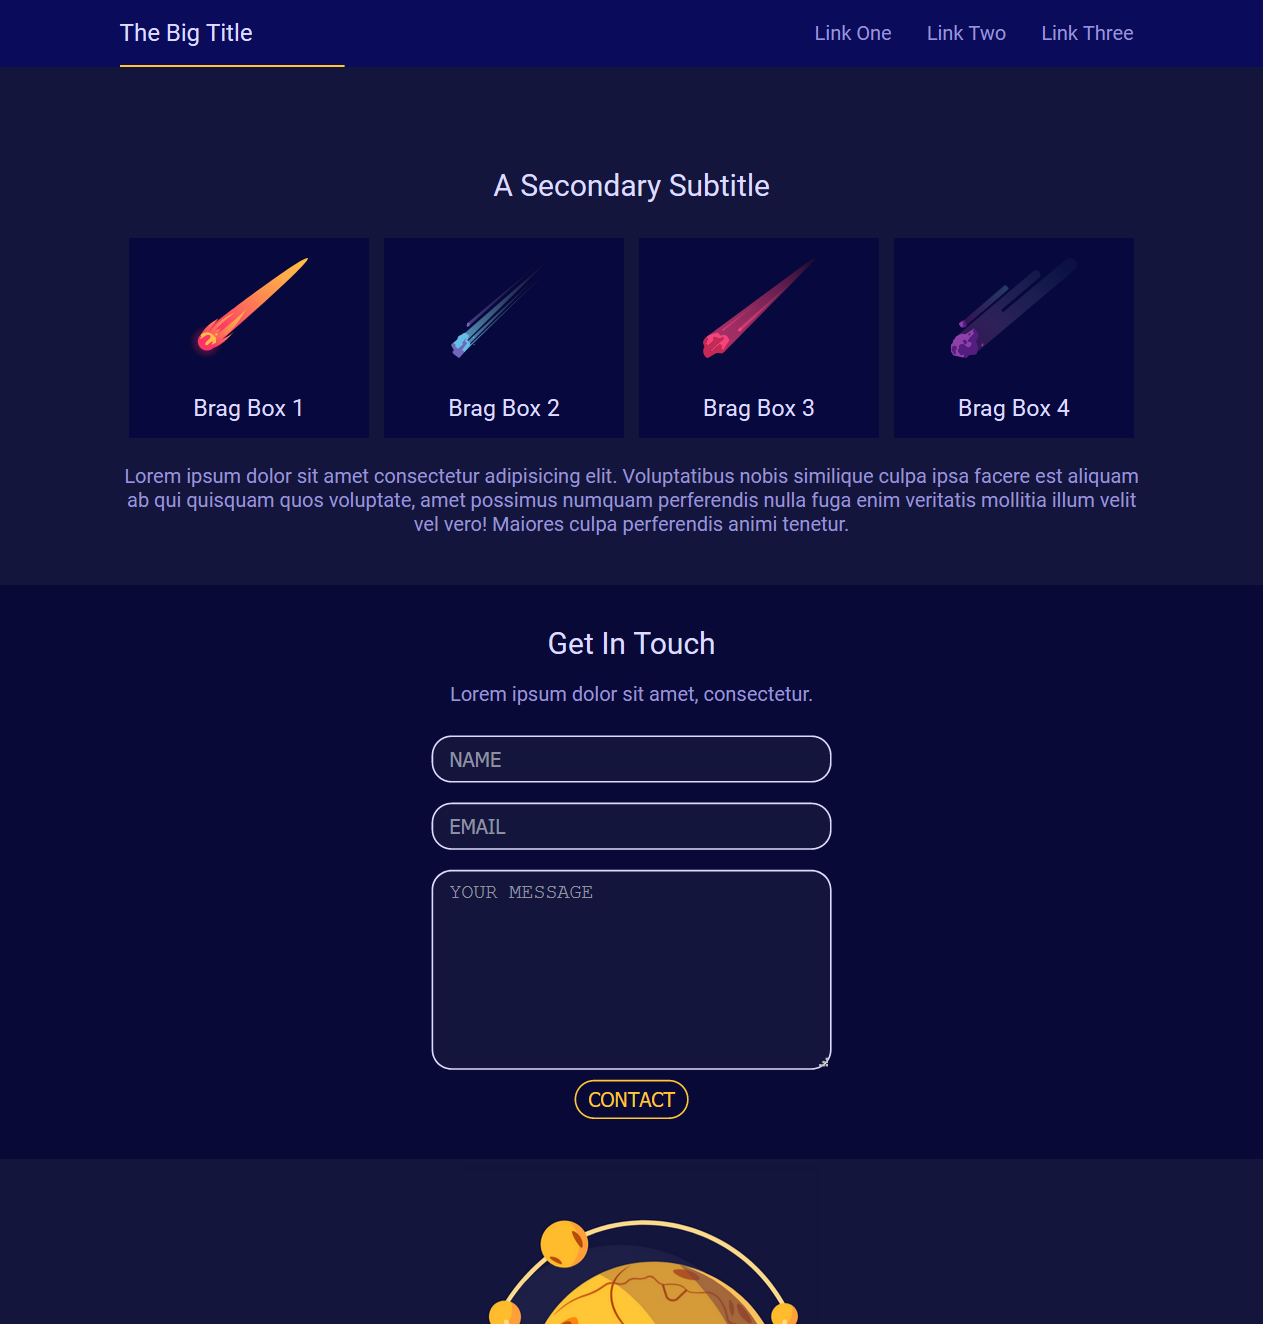 The Big Title
Link One
Link Two
Link Three
A Secondary Subtitle
Brag Box 1
Brag Box 2
Brag Box 3
Brag Box 4
Lorem ipsum dolor sit amet consectetur adipisicing elit. Voluptatibus nobis similique culpa ipsa facere est aliquam
ab qui quisquam quos voluptate, amet possimus numquam perferendis nulla fuga enim veritatis mollitia illum velit
vel vero! Maiores culpa perferendis animi tenetur.
Get In Touch
Lorem ipsum dolor sit amet, consectetur.
NAME
EMAIL
YOUR MESSAGE
CONTACT